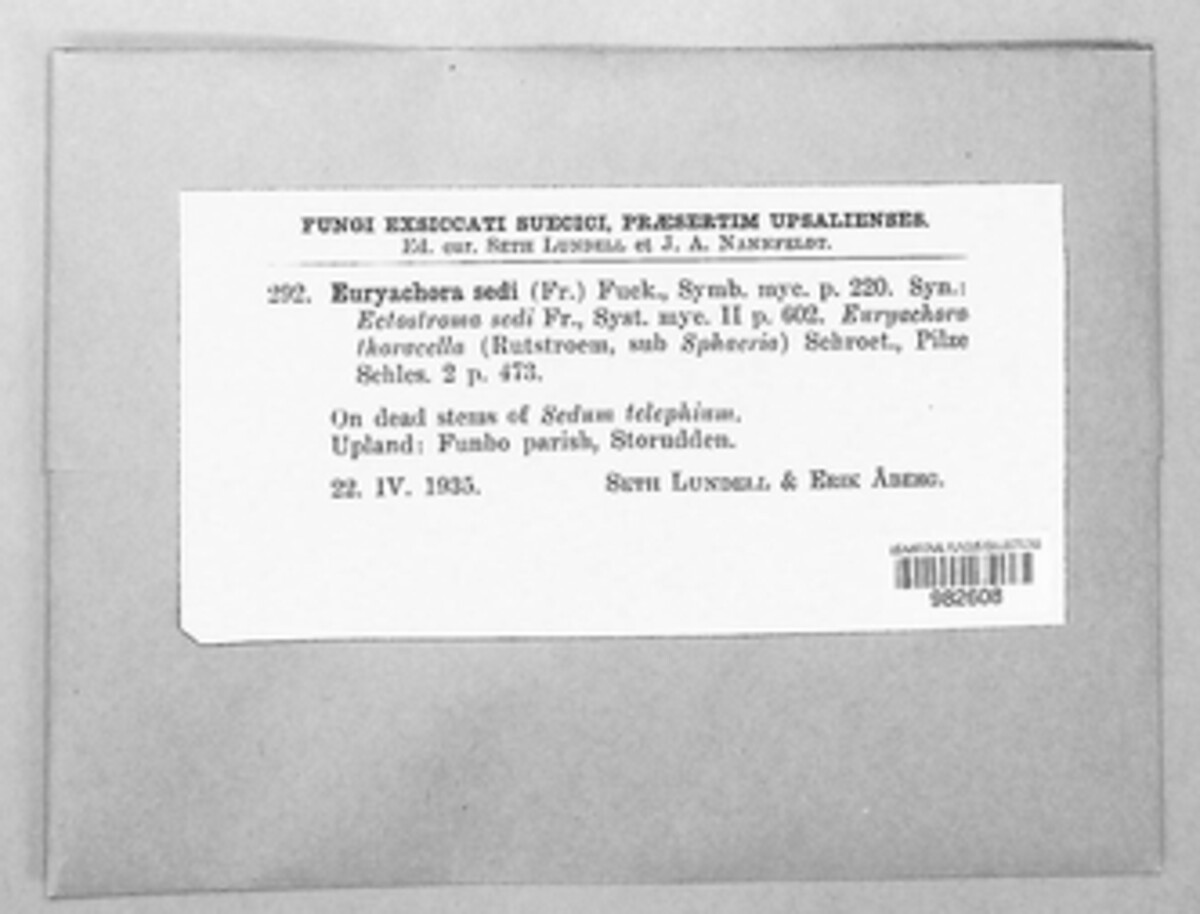 FUNGI EXSICCATI SUECICI, PRÆSERTIM UPSALIENSES.
Ed. cur. SETH LUNDELL et J. A. NANNFELDT.
292. Euryachora sedi (Fr.) Fuck., Symb. myc. p. 220. Syn.:
Ectostroma sedi Fr., Syst. myc. II p. 602. Euryachora
thoracella (Rutstroem, sub Sphaeria) Schroet., Pilze
Schles. 2 p. 473.
On dead stems of Sedum telephium.
Upland: Funbo parish, Storudden.
22. IV. 1935. SETH LUNDELL & ERIK ÅBERG.
982608